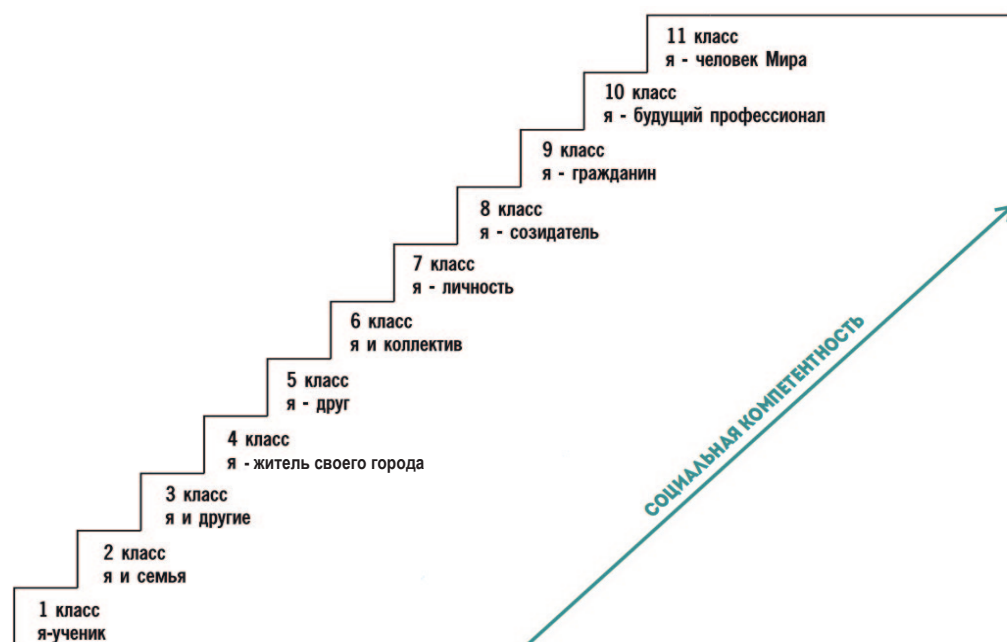 11 класс
я - человек Мира
10 класс
я - будущий профессионал
9 класс
я - гражданин
8 класс
я - созидатель
7 класс
я - личность
6 класс
я и коллектив
5 класс
я - друг
4 класс
я - житель своего города
3 класс
я и другие
2 класс
я и семья
1 класс
я-ученик
СОЦИАЛЬНАЯ КОМПЕТЕНТНОСТЬ